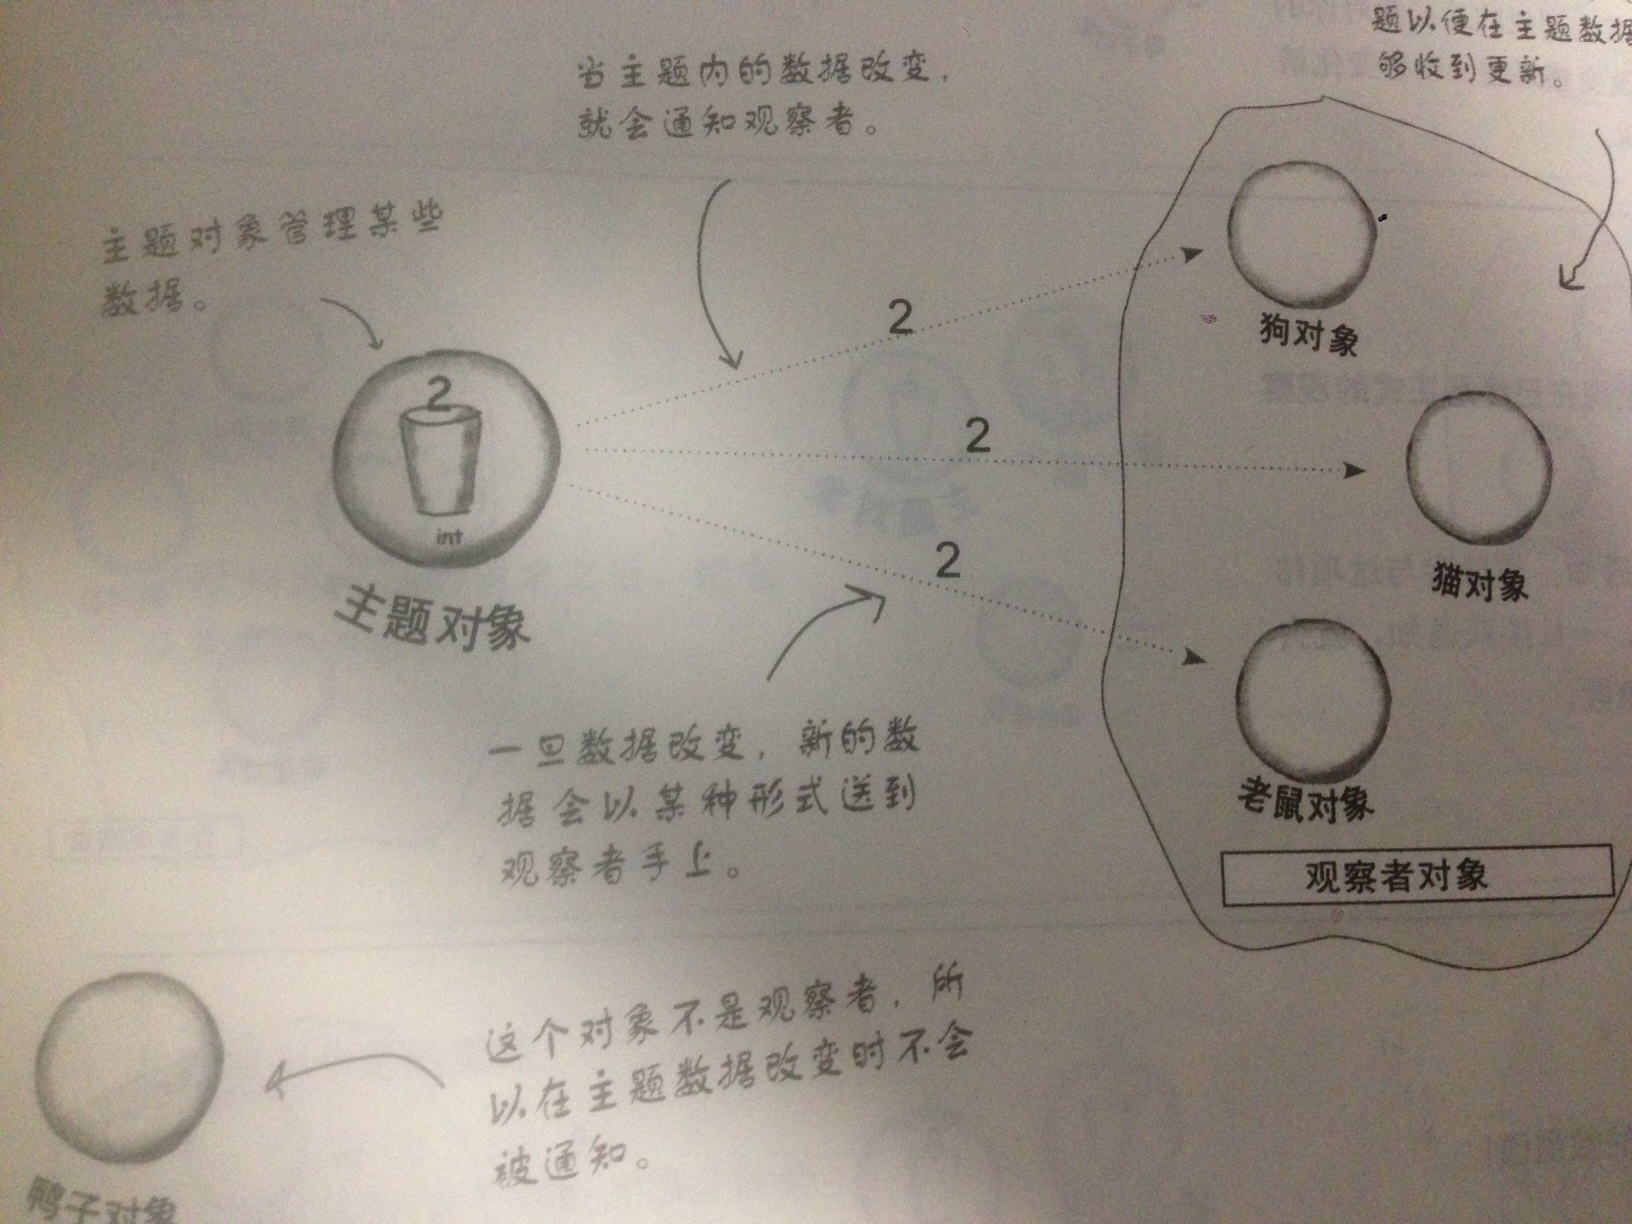 题以便在主题数据
够收到更新。
当主题内的数据改变，
就会通知观察者。
主题对象管理某些
数据。
2
int
主题对象
2
2
2
狗对象
猫对象
老鼠对象
观察者对象
一旦数据改变，新的数
据会以某种形式送到
观察者手上。
这个对象不是观察者，所
以在主题数据改变时不会
被通知。
鸭子对象